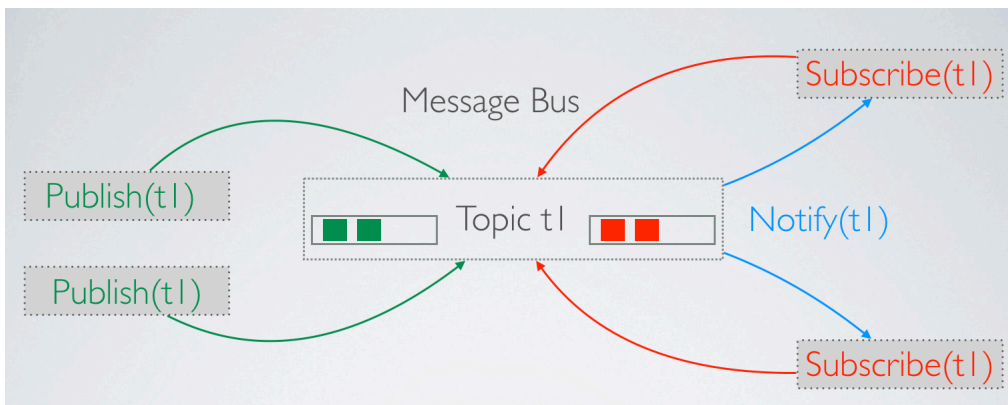 Message Bus
Subscribe(t1)
Publish(t1)
Topic t1
Notify(t1)
Publish(t1)
Subscribe(t1)